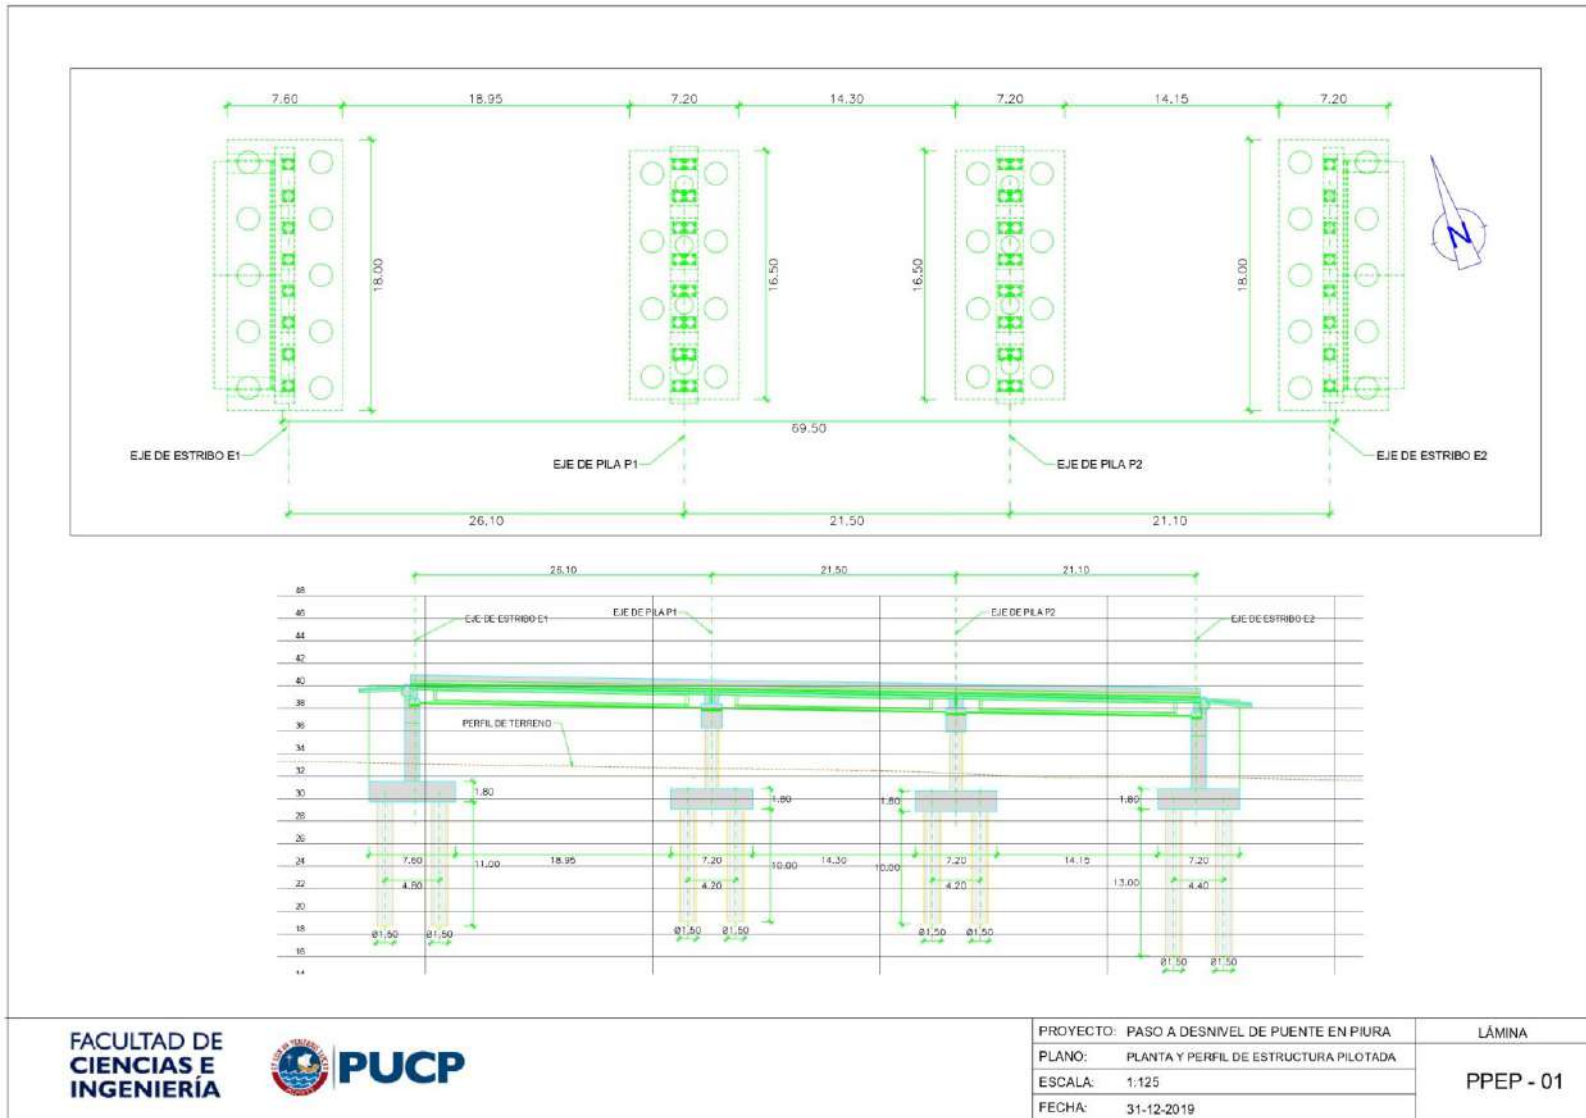 7.60 18.95 7.20 14.30 7.20 14.15 7.20
18.00 16.50 16.50 18.00
N
69.50
EJE DE ESTRIBO E1 EJE DE PILA P1 EJE DE PILA P2 EJE DE ESTRIBO E2
26.10 21.50 21.10
26.10 21.50 21.10
48
46
EJE DE ESTRIBO E1 EJE DE PILA P1 EJE DE PILA P2 EJE DE ESTRIBO E2
44
42
40
38
36
PERFIL DE TERRENO
34
32
30
1.80 1.80 1.80 1.80
28
26
7.60 18.95 7.20 14.30 7.20 14.15 7.20
11.00 10.00 10.00 13.00
24
4.80 4.20 4.20 4.40
22
20
18
Ø1.50 Ø1.50 Ø1.50 Ø1.50 Ø1.50 Ø1.50
16
Ø1.50 Ø1.50
14
FACULTAD DE
CIENCIAS E
INGENIERÍA
PUCP
PROYECTO: PASO A DESNIVEL DE PUENTE EN PIURA
PLANO: PLANTA Y PERFIL DE ESTRUCTURA PILOTADA
ESCALA: 1:125
FECHA: 31-12-2019
LÁMINA
PPEP - 01